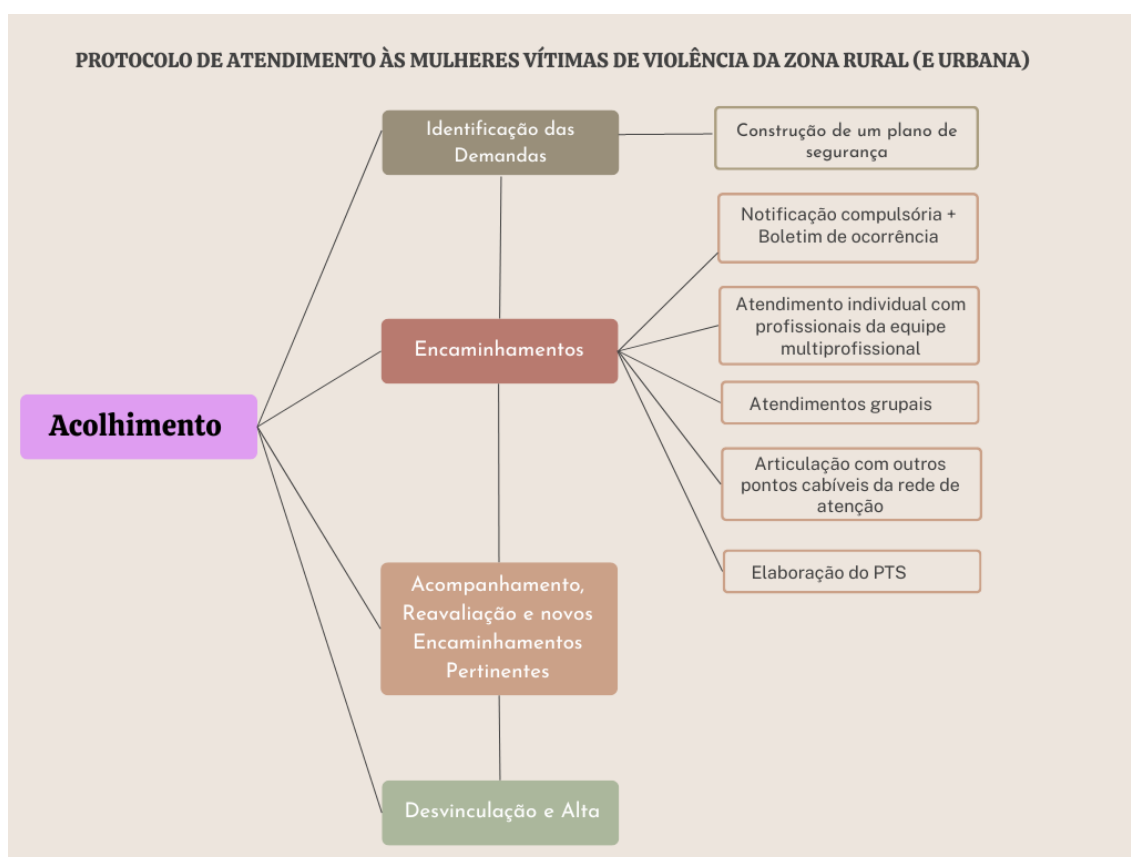 PROTOCOLO DE ATENDIMENTO ÀS MULHERES VÍTIMAS DE VIOLÊNCIA DA ZONA RURAL (E URBANA)
Acolhimento
Identificação das
Demandas
Construção de um plano de
segurança
Encaminhamentos
Notificação compulsória +
Boletim de ocorrência
Atendimento individual com
profissionais da equipe
multiprofissional
Atendimentos grupais
Articulação com outros
pontos cabíveis da rede de
atenção
Elaboração do PTS
Acompanhamento,
Reavaliação e novos
Encaminhamentos
Pertinentes
Desvinculação e Alta